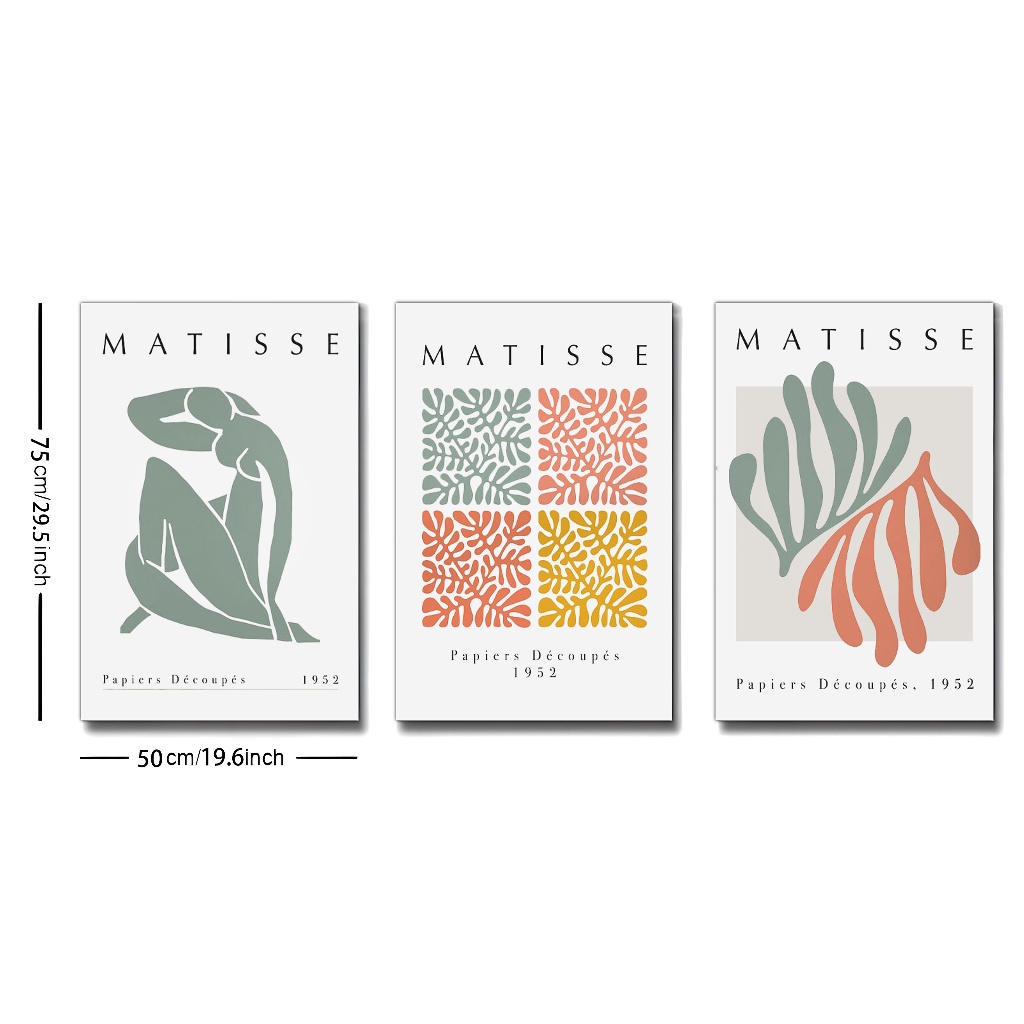 MATISSE
Papiers Découpés 1952
MATISSE
Papiers Découpés
1952
MATISSE
Papiers Découpés, 1952
75cm/29.5inch
50cm/19.6inch